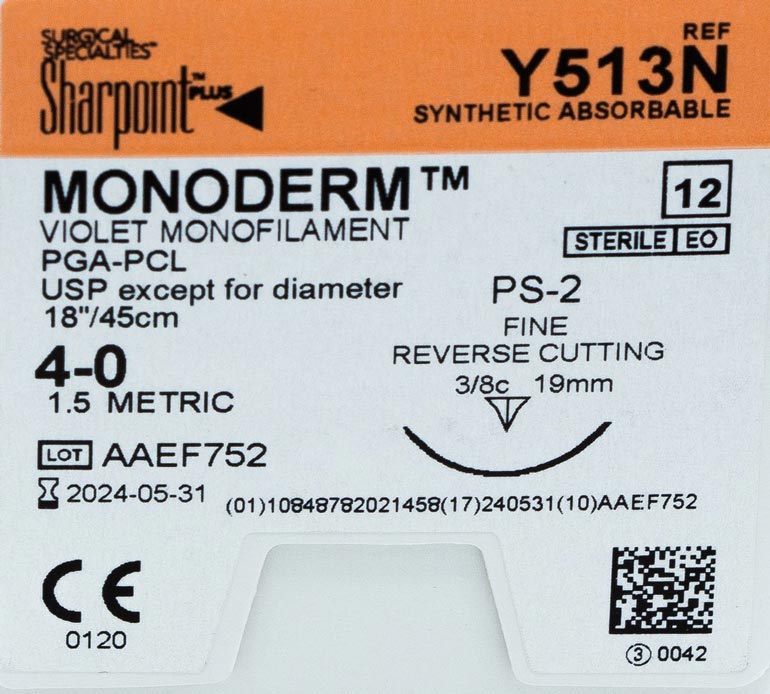 SURGICAL
SPECIALTIES™
Sharpoint™ PLUS
REF
Y513N
SYNTHETIC ABSORBABLE
MONODERM™
12
VIOLET MONOFILAMENT
STERILE EO
PGA-PCL
USP except for diameter
18"/45cm
PS-2
FINE
REVERSE CUTTING
3/8c 19mm
4-0
1.5 METRIC
LOT AAEF752
2024-05-31
(01)10848782021458(17)240531(10)AAEF752
CE
0120
3 0042